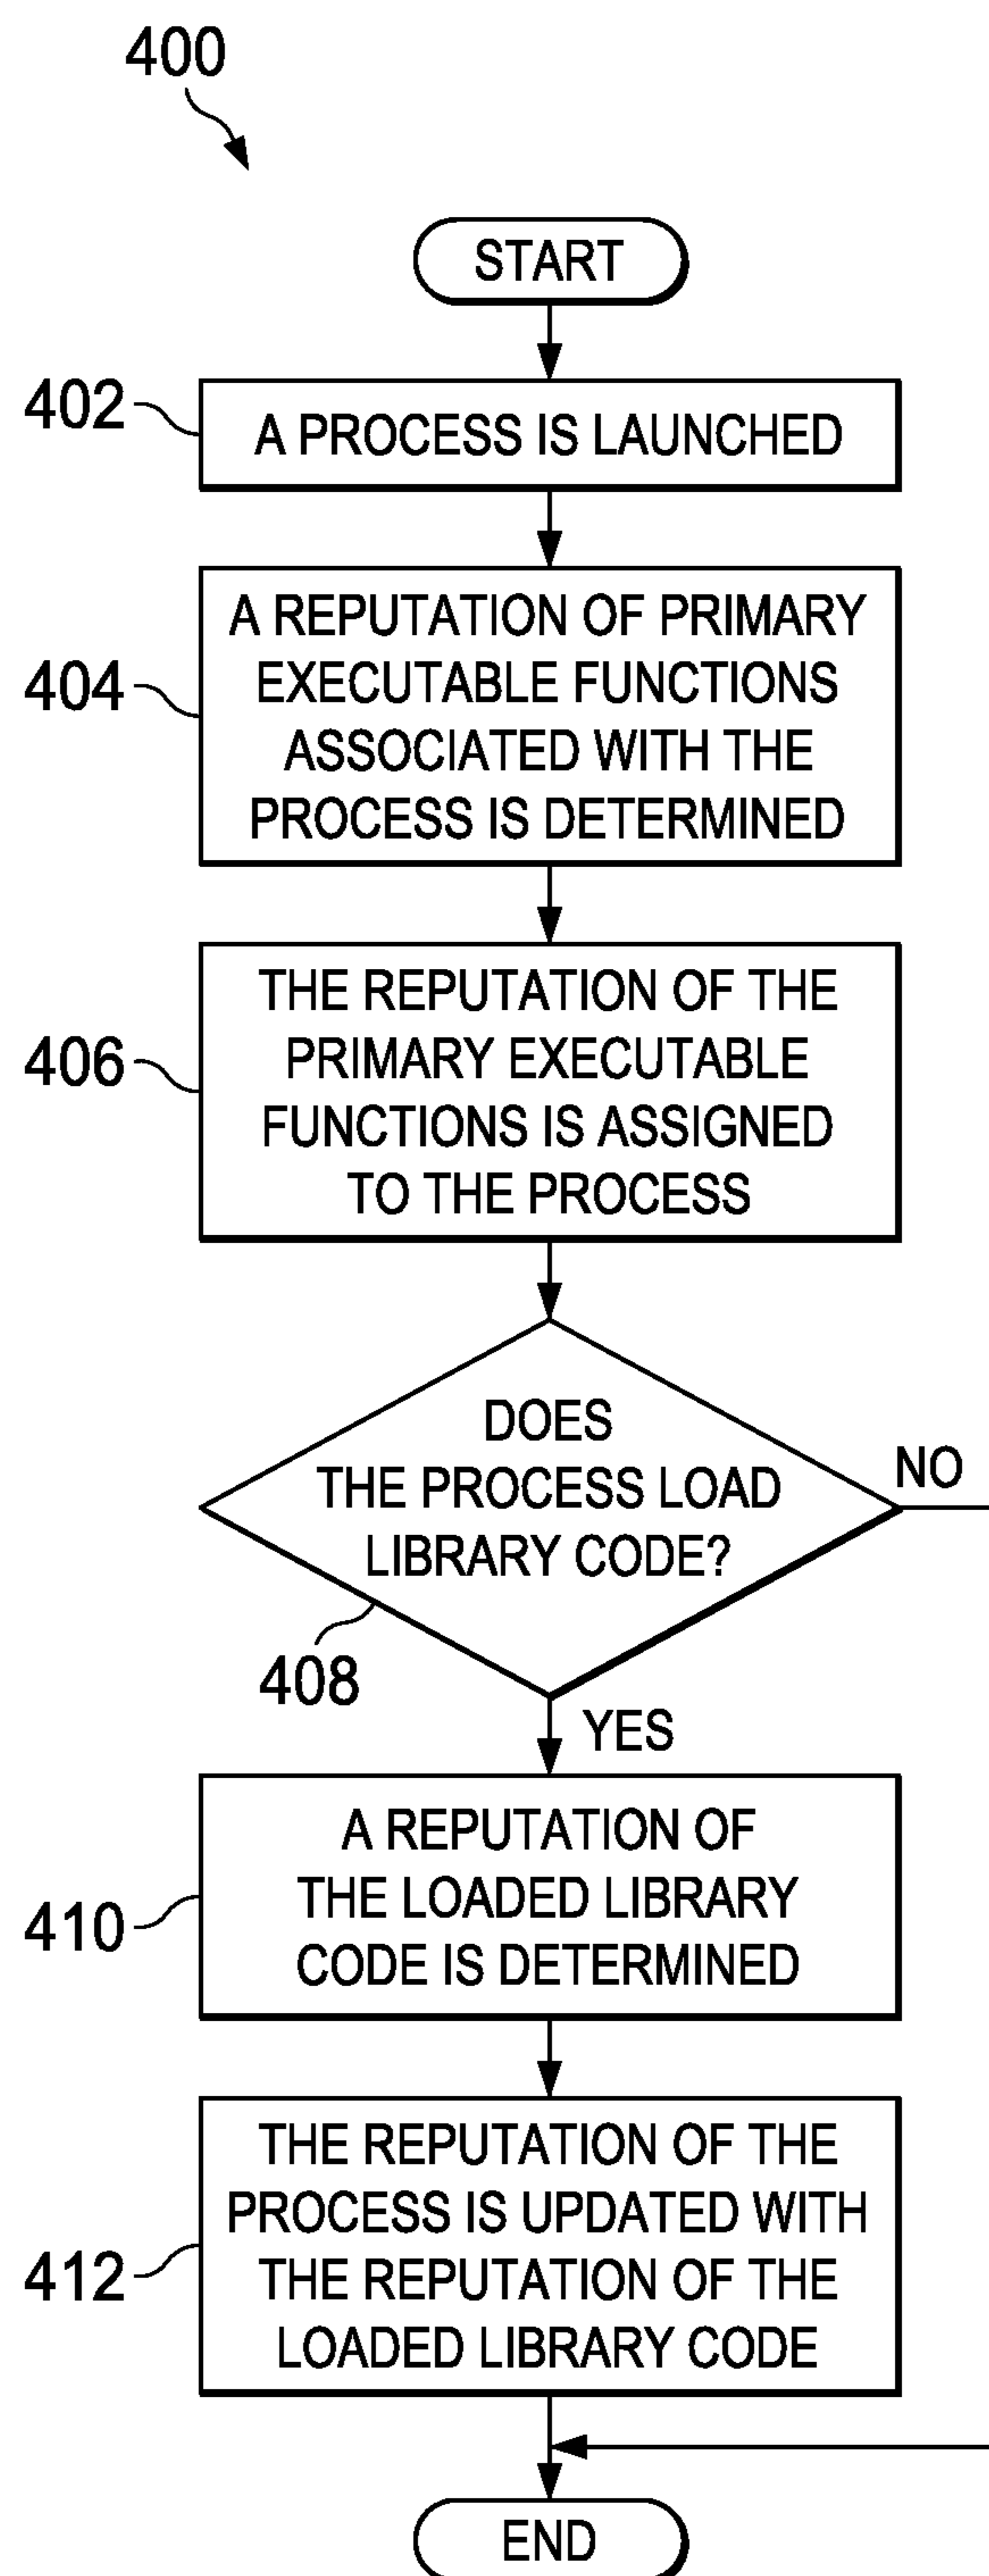 400
START
402
A PROCESS IS LAUNCHED
404
A REPUTATION OF PRIMARY
EXECUTABLE FUNCTIONS
ASSOCIATED WITH THE
PROCESS IS DETERMINED
406
THE REPUTATION OF THE
PRIMARY EXECUTABLE
FUNCTIONS IS ASSIGNED
TO THE PROCESS
DOES
THE PROCESS LOAD
LIBRARY CODE?
NO
408
YES
410
A REPUTATION OF
THE LOADED LIBRARY
CODE IS DETERMINED
412
THE REPUTATION OF THE
PROCESS IS UPDATED WITH
THE REPUTATION OF THE
LOADED LIBRARY CODE
END